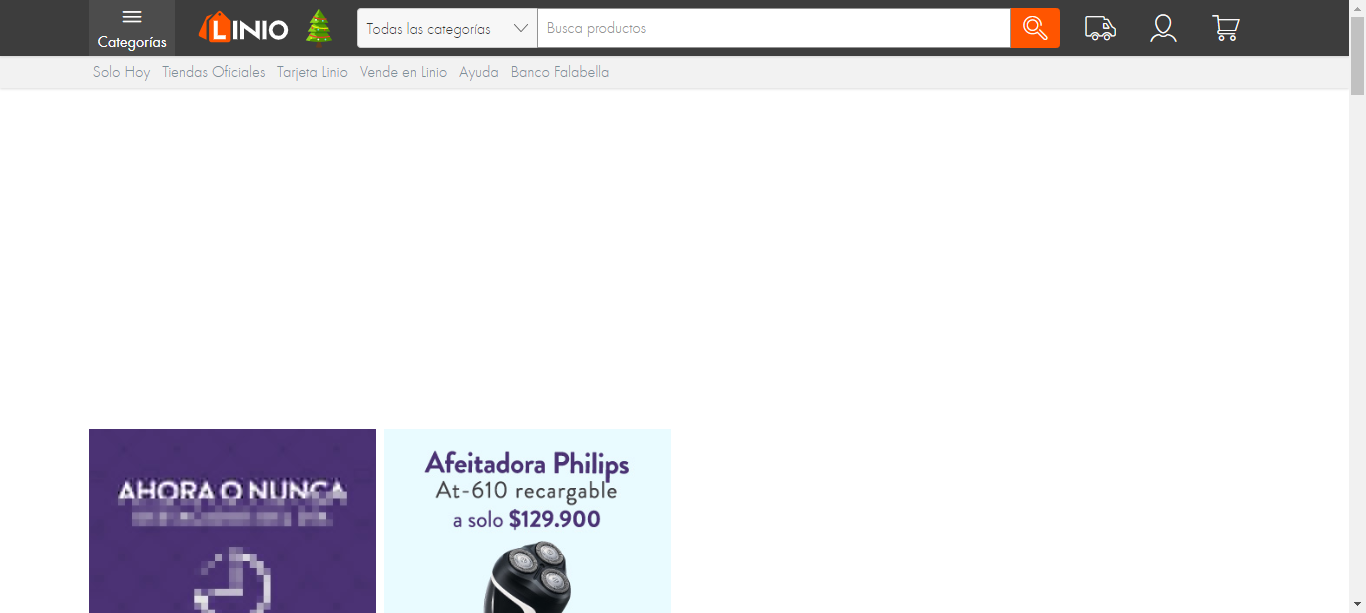 Categorías
LINIO
Todas las categorías
Busca productos
Solo Hoy Tiendas Oficiales Tarjeta Linio Vende en Linio Ayuda Banco Falabella
AHORA O NUNCA
Afeitadora Philips
At-610 recargable
a solo $129.900